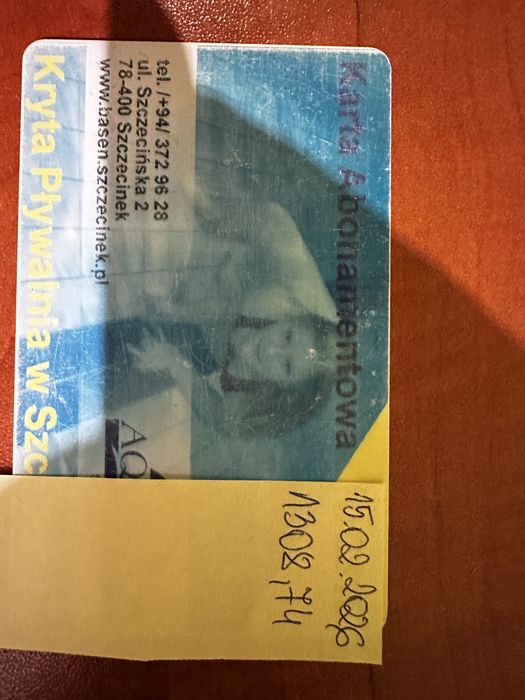 Karta Abonamentowa
tel. /+94/ 372 96 28
ul. Szczecińska 2
78-400 Szczecinek
www.basen.szczecinek.pl
Kryta Pływalnia w Szc
AQ
15.02.2026
1308,74